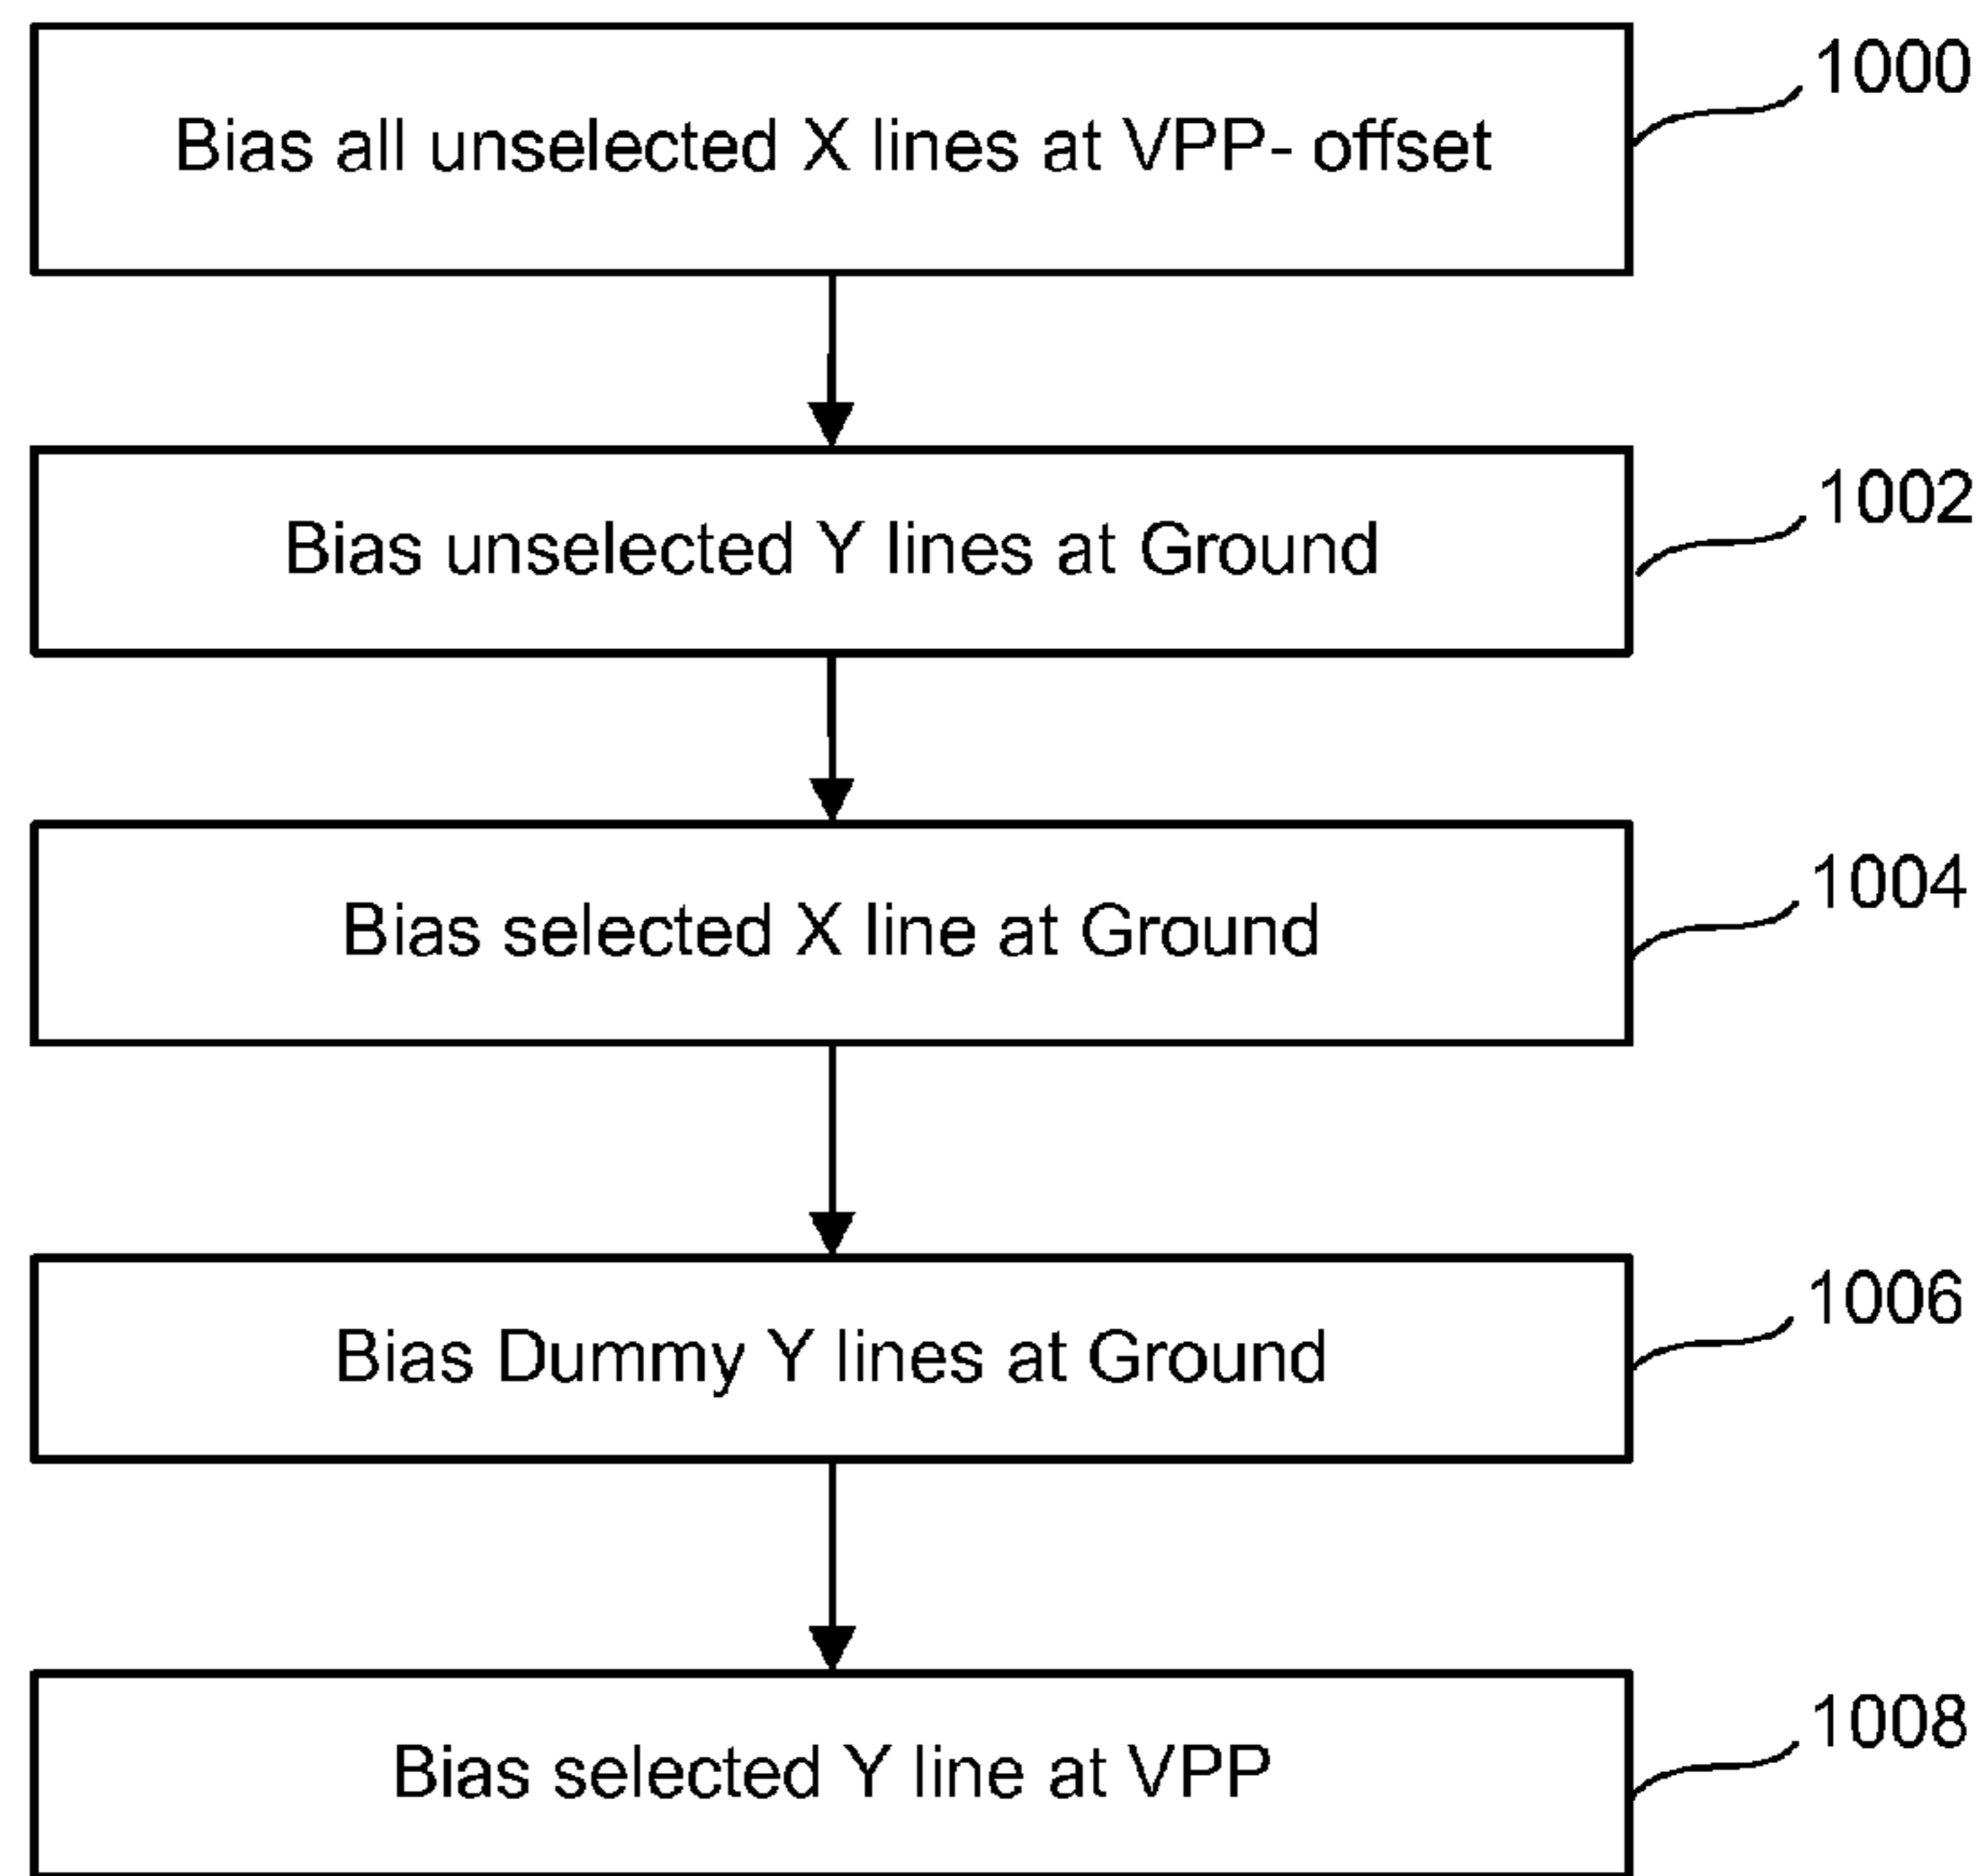 Bias all unselected X lines at VPP- offset
1000
Bias unselected Y lines at Ground
1002
Bias selected X line at Ground
1004
Bias Dummy Y lines at Ground
1006
Bias selected Y line at VPP
1008